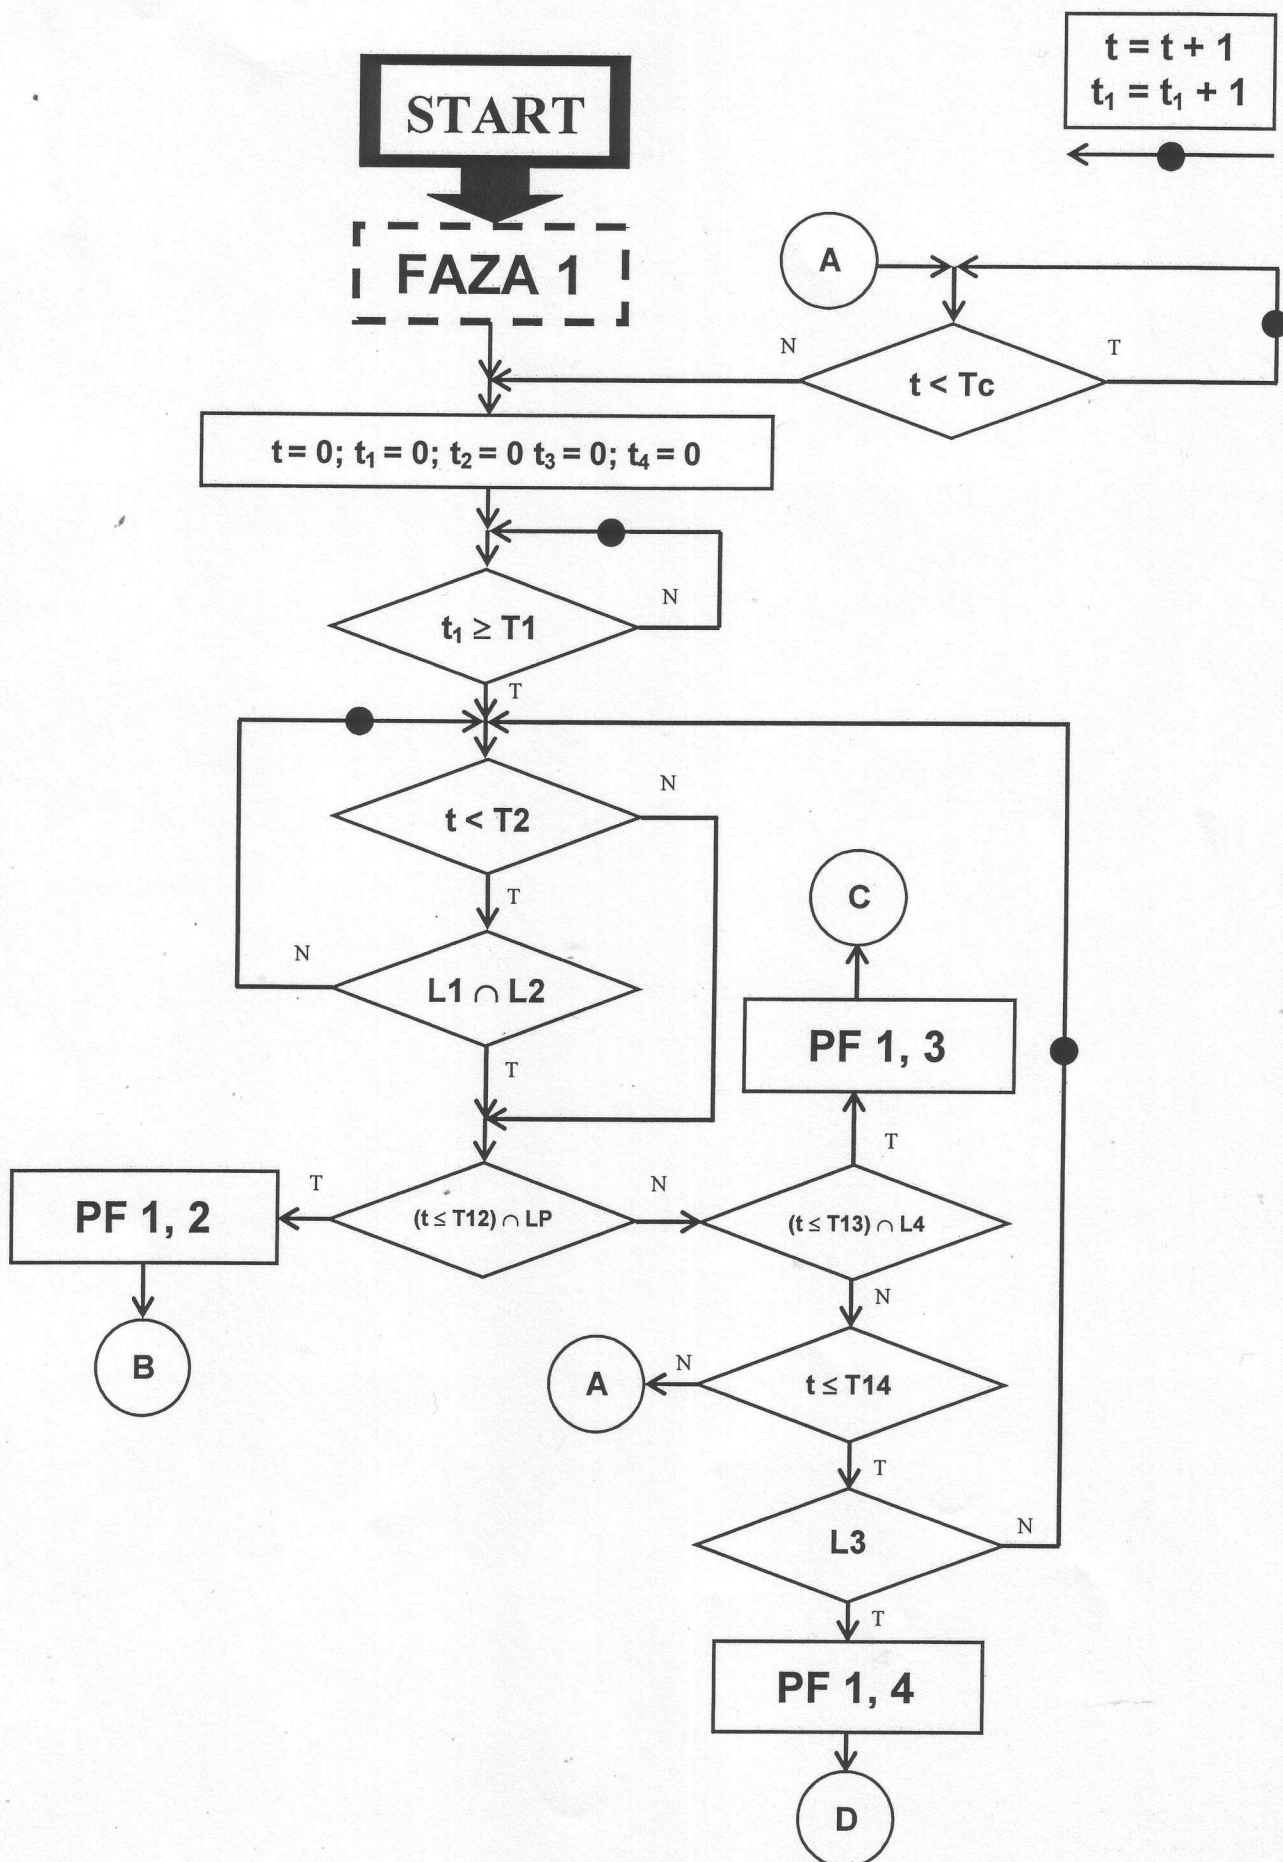 t = t + 1
t₁ = t₁ + 1
START
A
FAZA 1
N
T
t < Tc
t = 0; t₁ = 0; t₂ = 0 t₃ = 0; t₄ = 0
N
t₁ ≥ T1
T
N
t < T2
T
C
N
L1 ∩ L2
PF 1, 3
T
T
T
N
PF 1, 2
(t ≤ T12) ∩ LP
(t ≤ T13) ∩ L4
N
B
A
N
t ≤ T14
T
L3
N
T
PF 1, 4
D